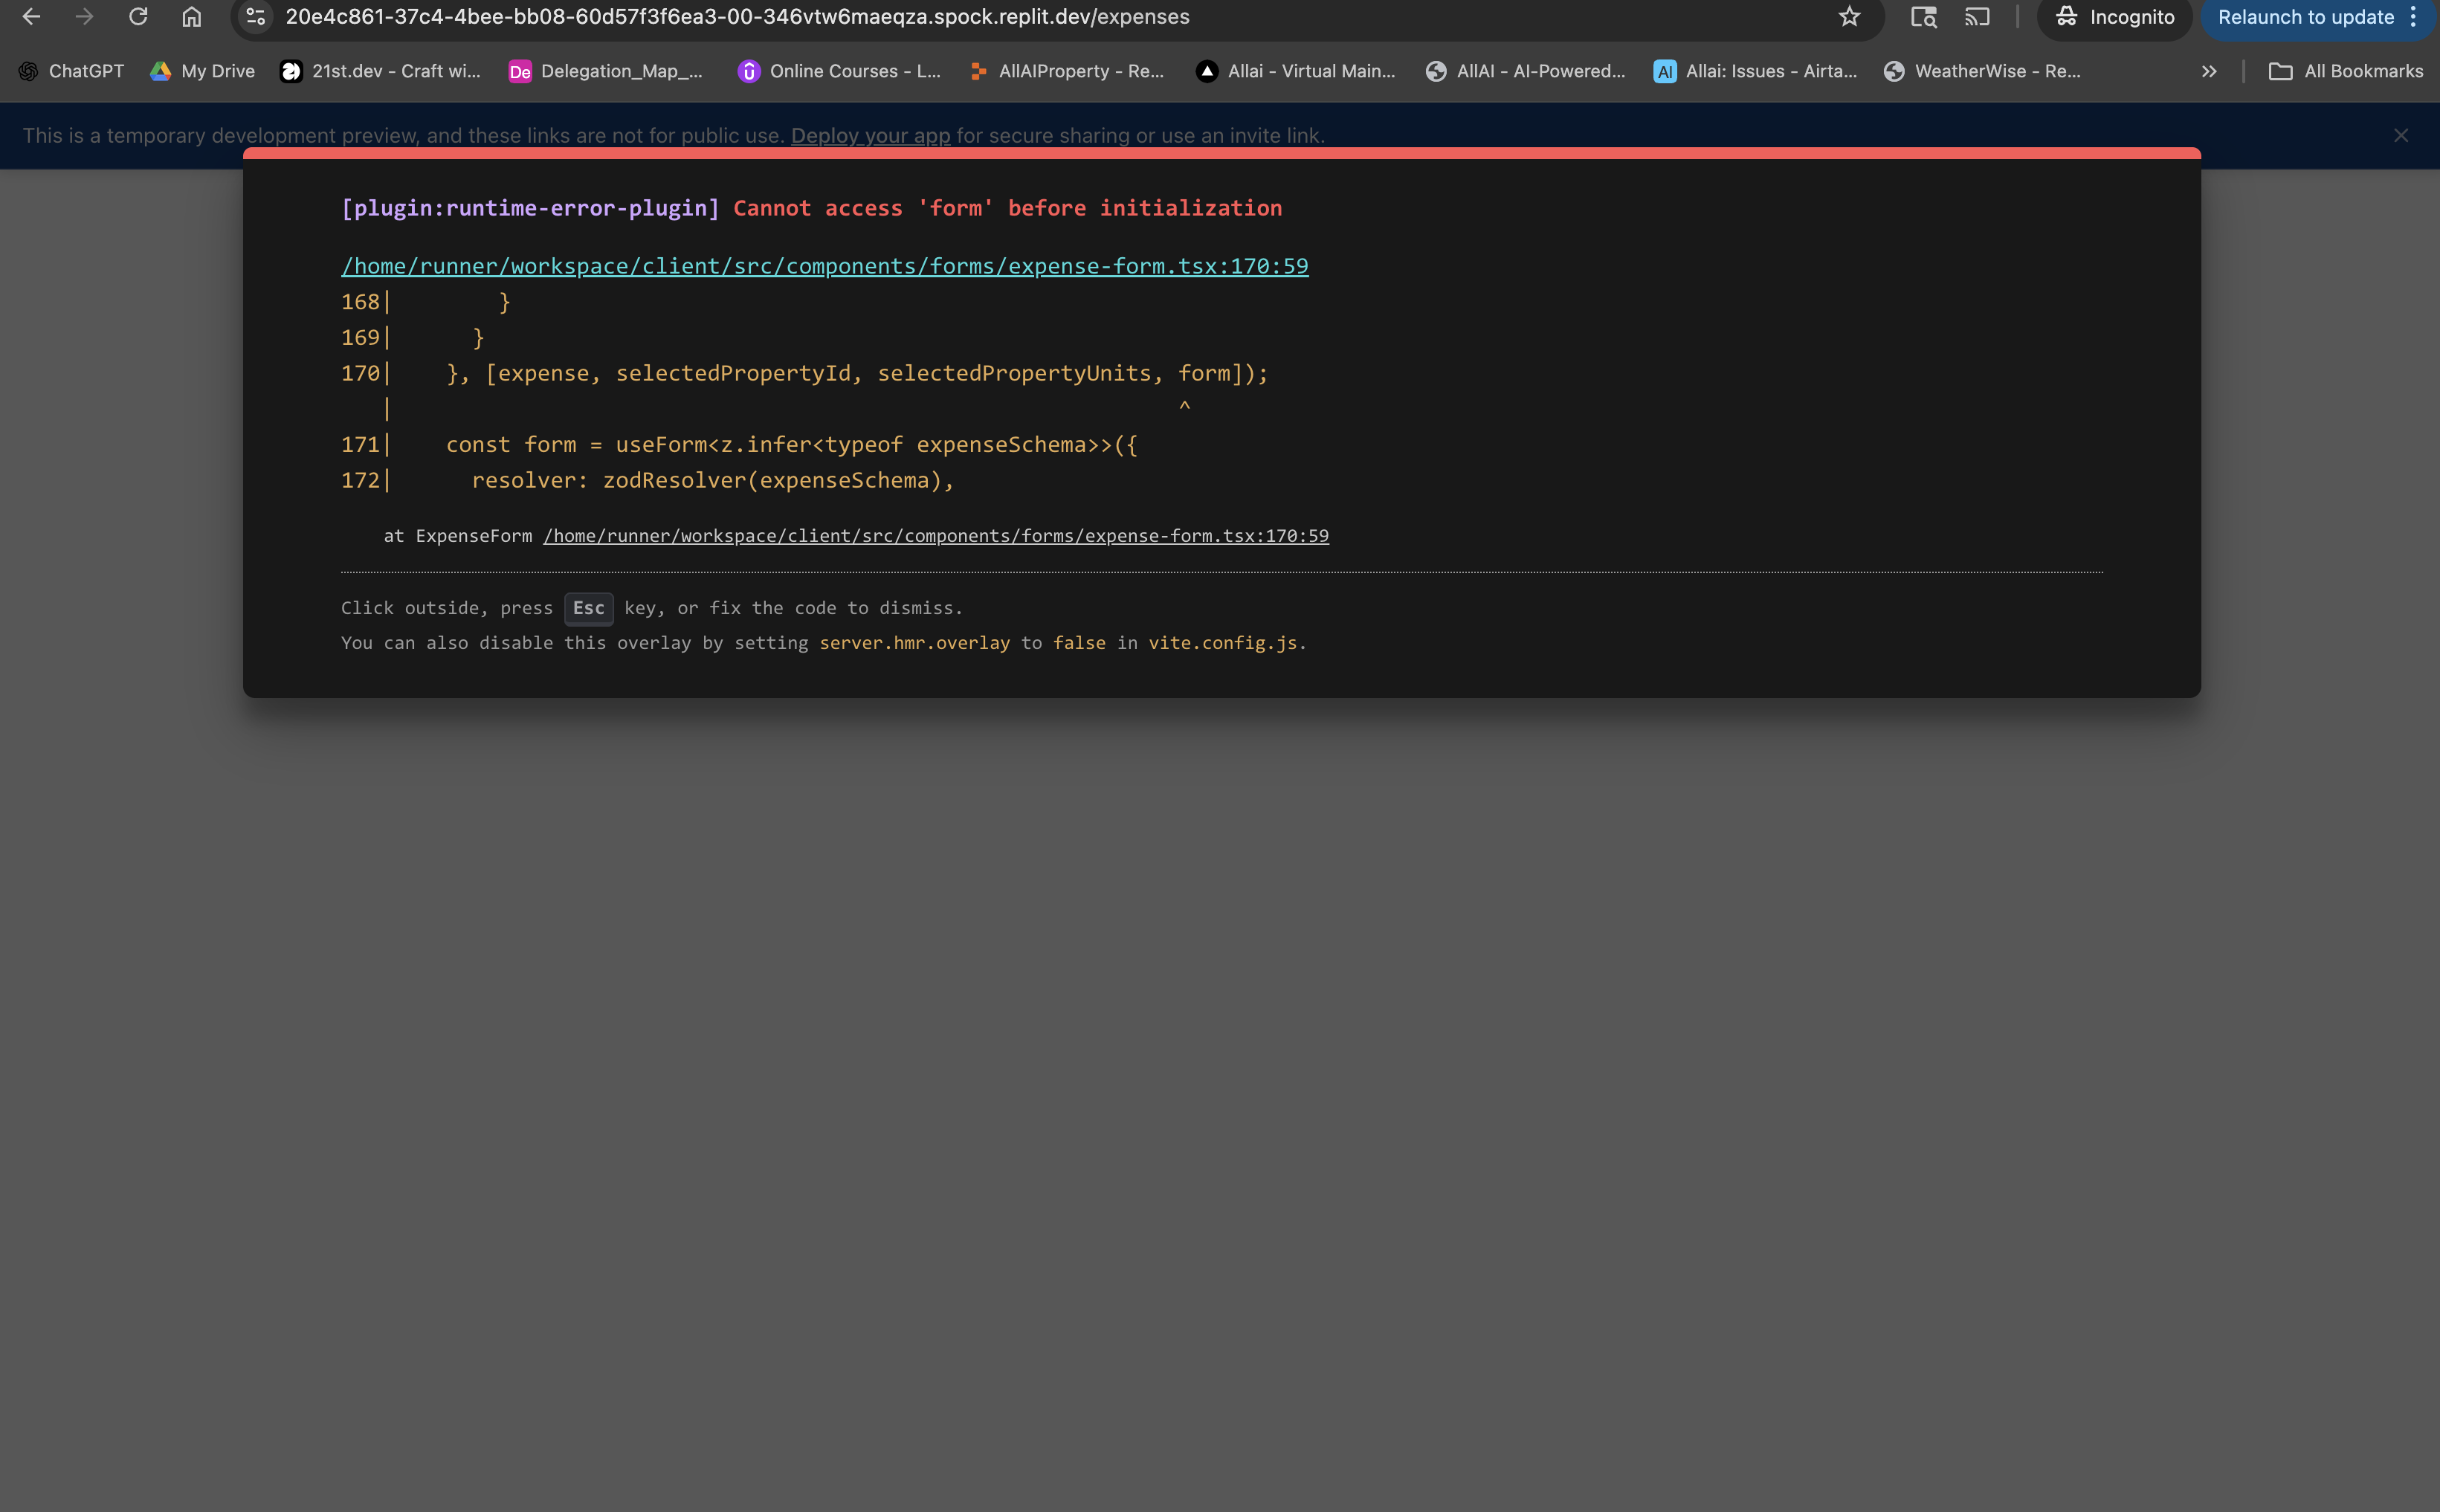 20e4c861-37c4-4bee-bb08-60d57f3f6ea3-00-346vtw6maeqza.spock.replit.dev/expenses Incognito Relaunch to update
ChatGPT My Drive 21st.dev - Craft wi... De Delegation_Map_... Online Courses - L... AllAIProperty - Re... Allai - Virtual Main... AllAI - AI-Powered... AI Allai: Issues - Airta... WeatherWise - Re... All Bookmarks
This is a temporary development preview, and these links are not for public use. Deploy your app for secure sharing or use an invite link.
[plugin:runtime-error-plugin] Cannot access 'form' before initialization
/home/runner/workspace/client/src/components/forms/expense-form.tsx:170:59
168|        }
169|      }
170|    }, [expense, selectedPropertyId, selectedPropertyUnits, form]);
   |                                                            ^
171|    const form = useForm<z.infer<typeof expenseSchema>>({
172|      resolver: zodResolver(expenseSchema),
at ExpenseForm /home/runner/workspace/client/src/components/forms/expense-form.tsx:170:59
Click outside, press Esc key, or fix the code to dismiss.
You can also disable this overlay by setting server.hmr.overlay to false in vite.config.js.